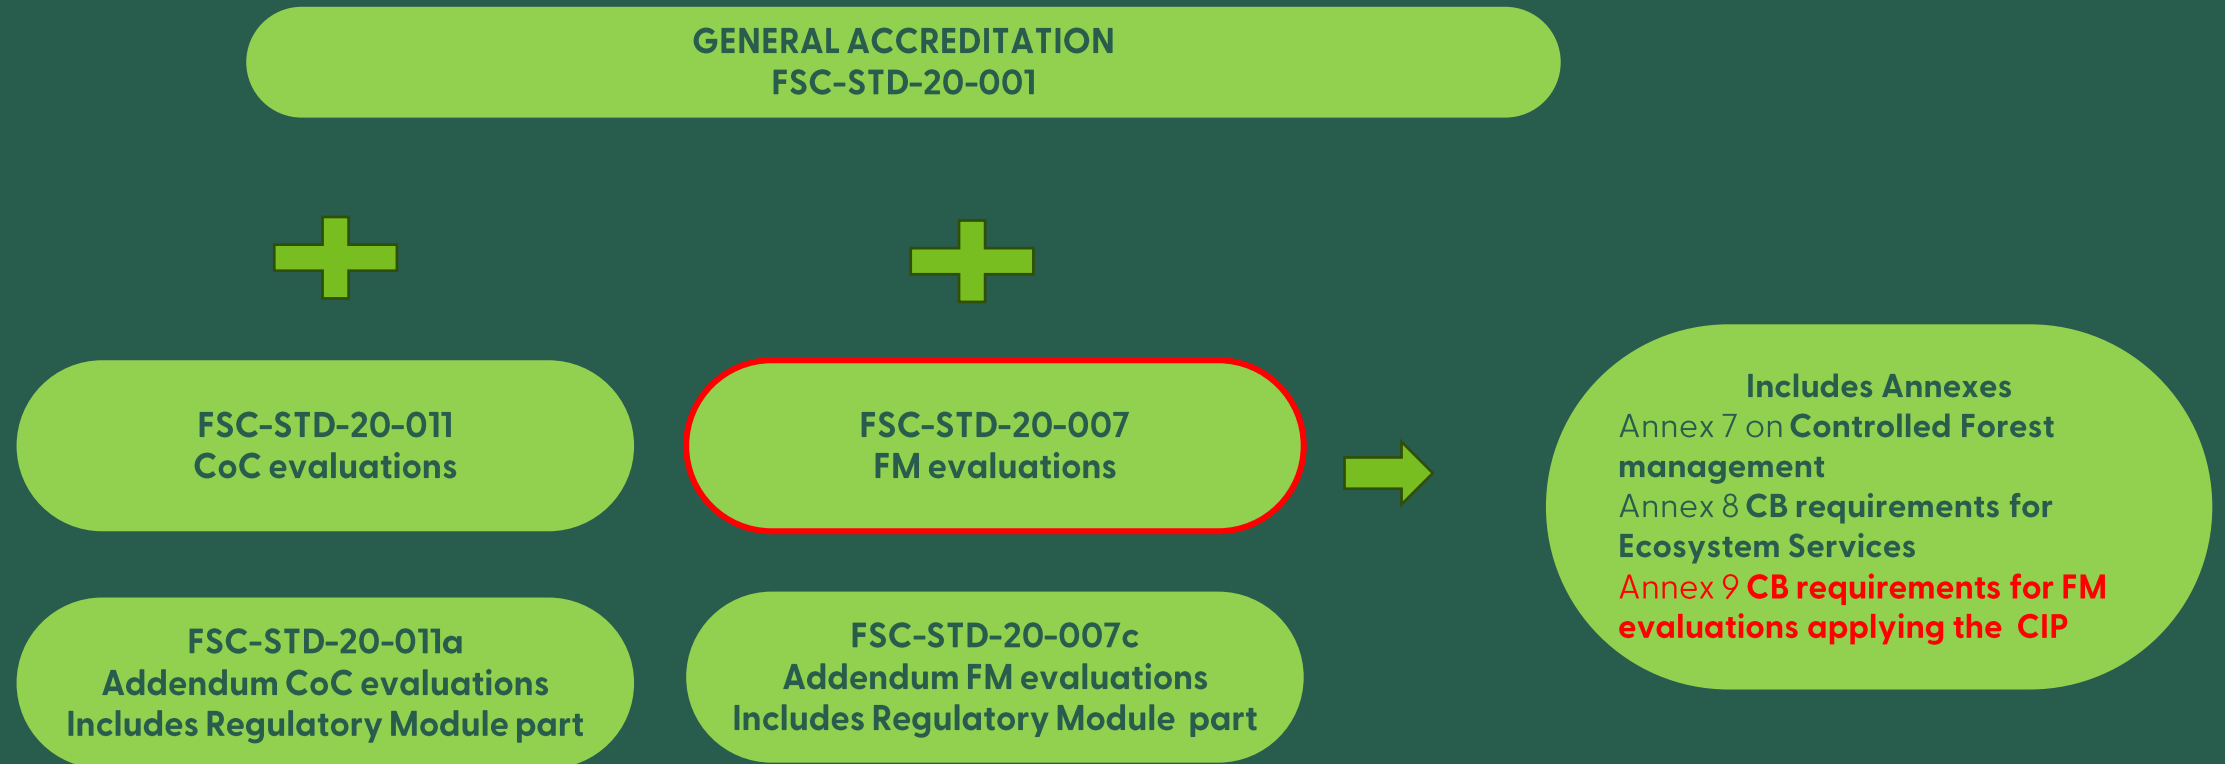 GENERAL ACCREDITATION
FSC-STD-20-001
FSC-STD-20-011
CoC evaluations
FSC-STD-20-007
FM evaluations
Includes Annexes
Annex 7 on Controlled Forest
management
Annex 8 CB requirements for
Ecosystem Services
Annex 9 CB requirements for FM
evaluations applying the CIP
FSC-STD-20-011a
Addendum CoC evaluations
Includes Regulatory Module part
FSC-STD-20-007c
Addendum FM evaluations
Includes Regulatory Module part